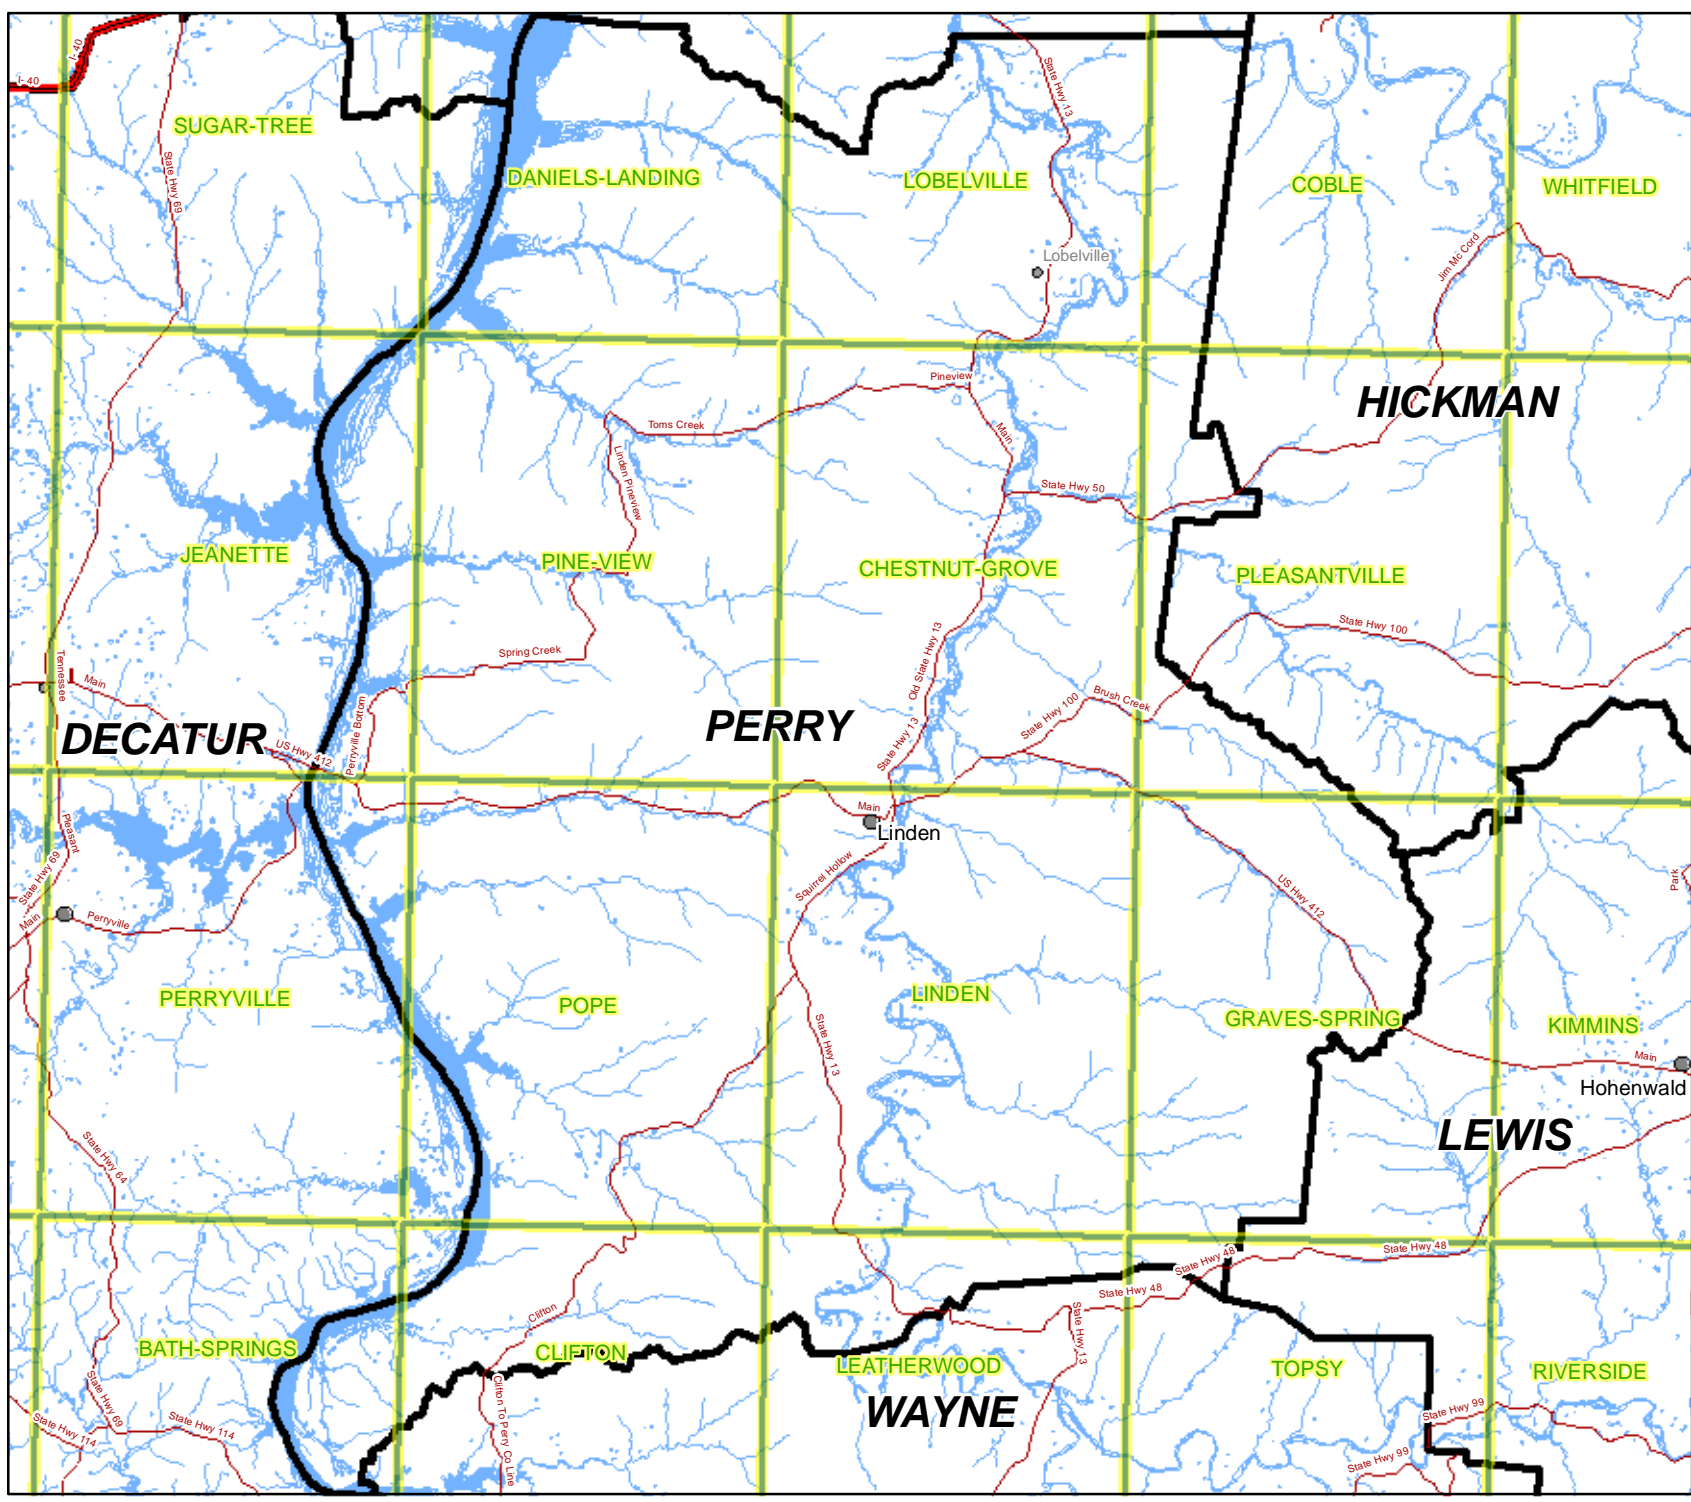 I- 40
I- 40
SUGAR-TREE
State Hwy 69
DANIELS-LANDING
LOBELVILLE
State Hwy 13
COBLE
WHITFIELD
Lobelville
Jim Mc Cord
HICKMAN
Pineview
Toms Creek
Linden Pineview
Main
State Hwy 50
JEANETTE
PINE-VIEW
CHESTNUT-GROVE
PLEASANTVILLE
State Hwy 100
Spring Creek
Old State Hwy 13
Tennessee
Main
Perryville Bottom
DECATUR
US Hwy 412
PERRY
State Hwy 13
State Hwy 100
Brush Creek
Main
Linden
Pleasant
State Hwy 69
Main
Perryville
Squirrel Hollow
US Hwy 412
Park
PERRYVILLE
POPE
LINDEN
GRAVES-SPRING
KIMMINS
State Hwy 13
Main
Hohenwald
LEWIS
State Hwy 64
State Hwy 48
State Hwy 48
State Hwy 48
Clifton
State Hwy 13
BATH-SPRINGS
CLIFTON
LEATHERWOOD
TOPSY
RIVERSIDE
State Hwy 69
State Hwy 114
State Hwy 114
Clifton To Perry Co Line
WAYNE
State Hwy 99
State Hwy 99